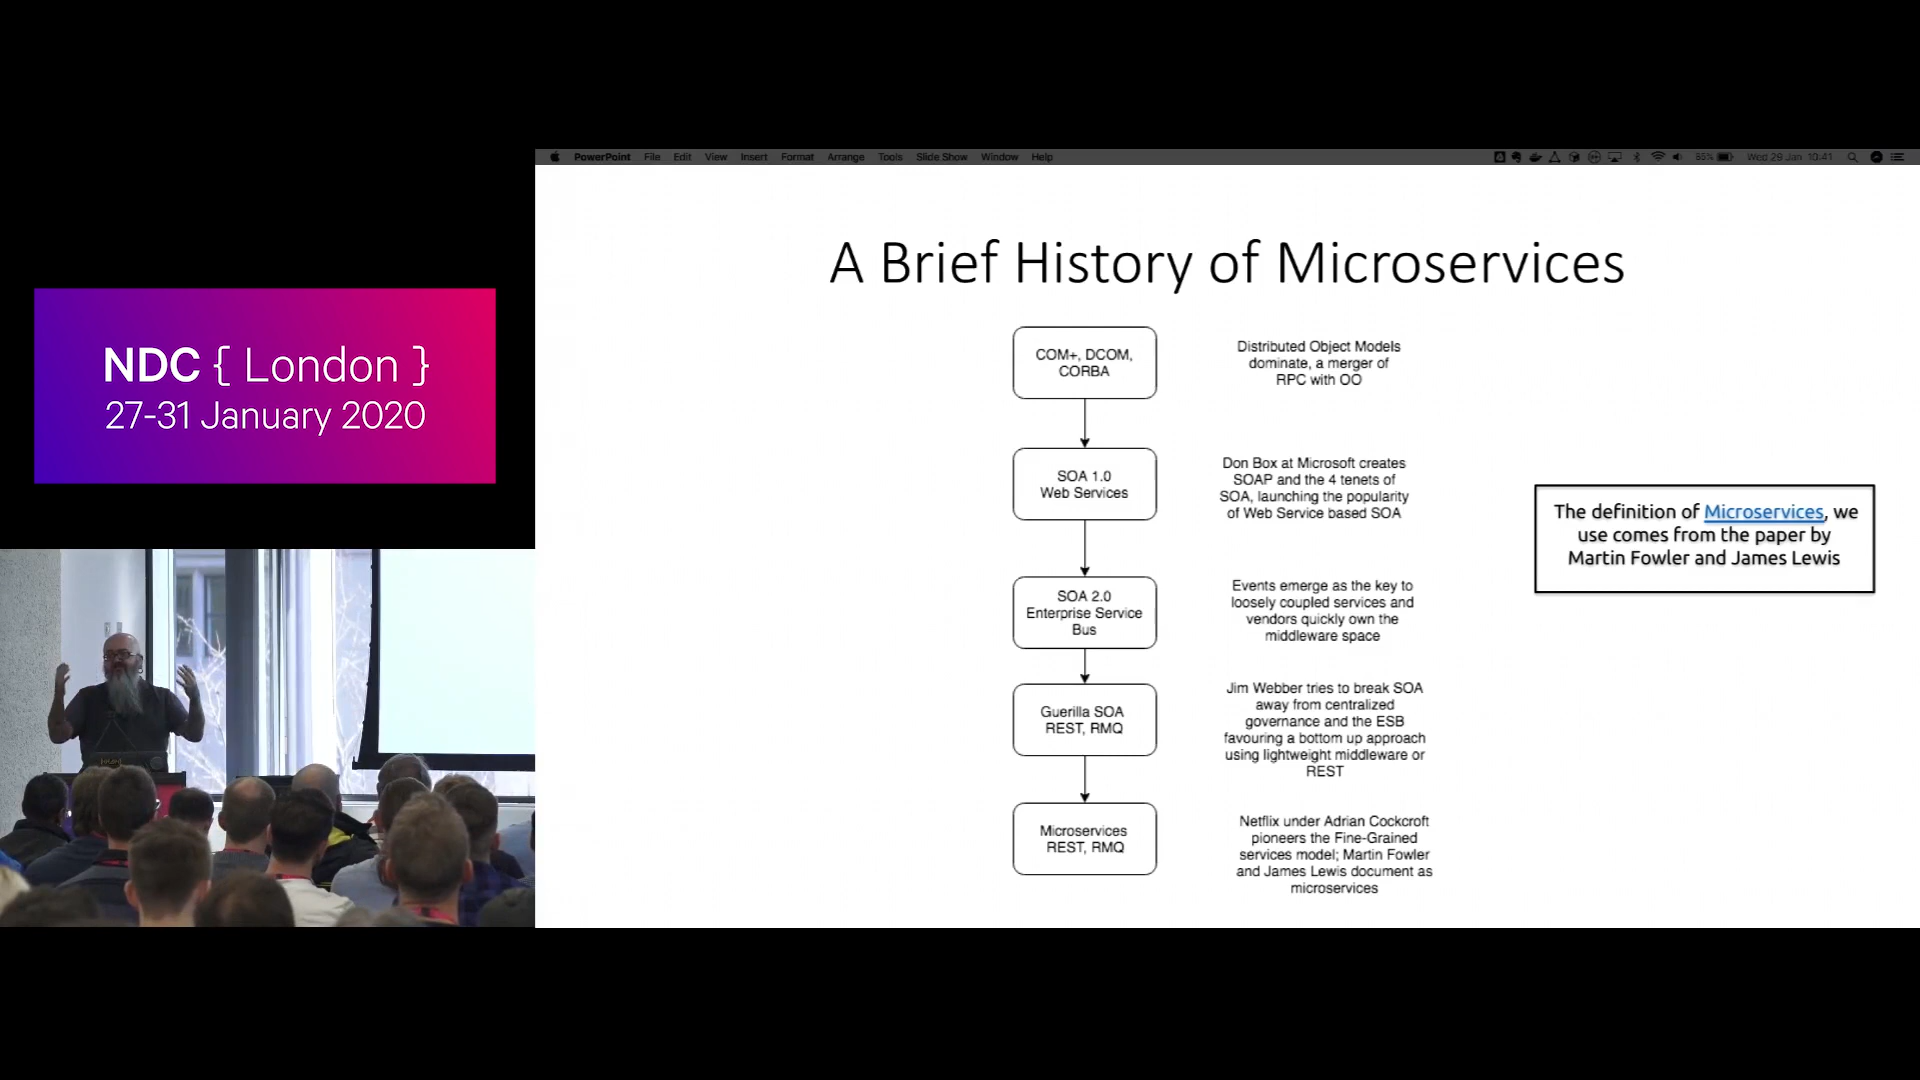 PowerPoint File Edit View Insert Format Arrange Tools Slide Show Window Help
85% Wed 29 Jan 10:41
A Brief History of Microservices
NDC { London }
27-31 January 2020
COM+, DCOM,
CORBA
Distributed Object Models
dominate, a merger of
RPC with OO
SOA 1.0
Web Services
Don Box at Microsoft creates
SOAP and the 4 tenets of
SOA, launching the popularity
of Web Service based SOA
SOA 2.0
Enterprise Service
Bus
Events emerge as the key to
loosely coupled services and
vendors quickly own the
middleware space
Guerilla SOA
REST, RMQ
Jim Webber tries to break SOA
away from centralized
governance and the ESB
favouring a bottom up approach
using lightweight middleware or
REST
Microservices
REST, RMQ
Netflix under Adrian Cockcroft
pioneers the Fine-Grained
services model; Martin Fowler
and James Lewis document as
microservices
The definition of Microservices, we
use comes from the paper by
Martin Fowler and James Lewis